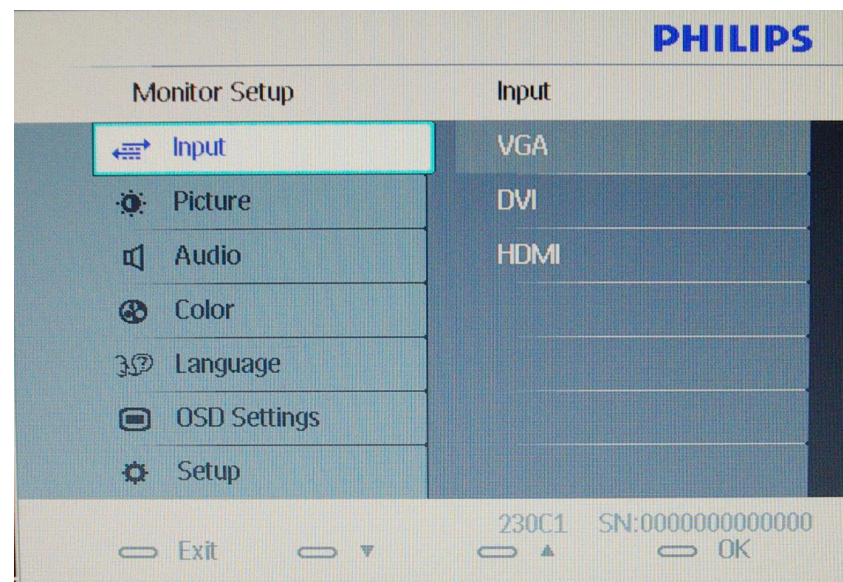 PHILIPS
Monitor Setup
Input
Input
VGA
Picture
DVI
Audio
HDMI
Color
Language
OSD Settings
Setup
230C1 SN:0000000000000
Exit ▼ ▲ OK